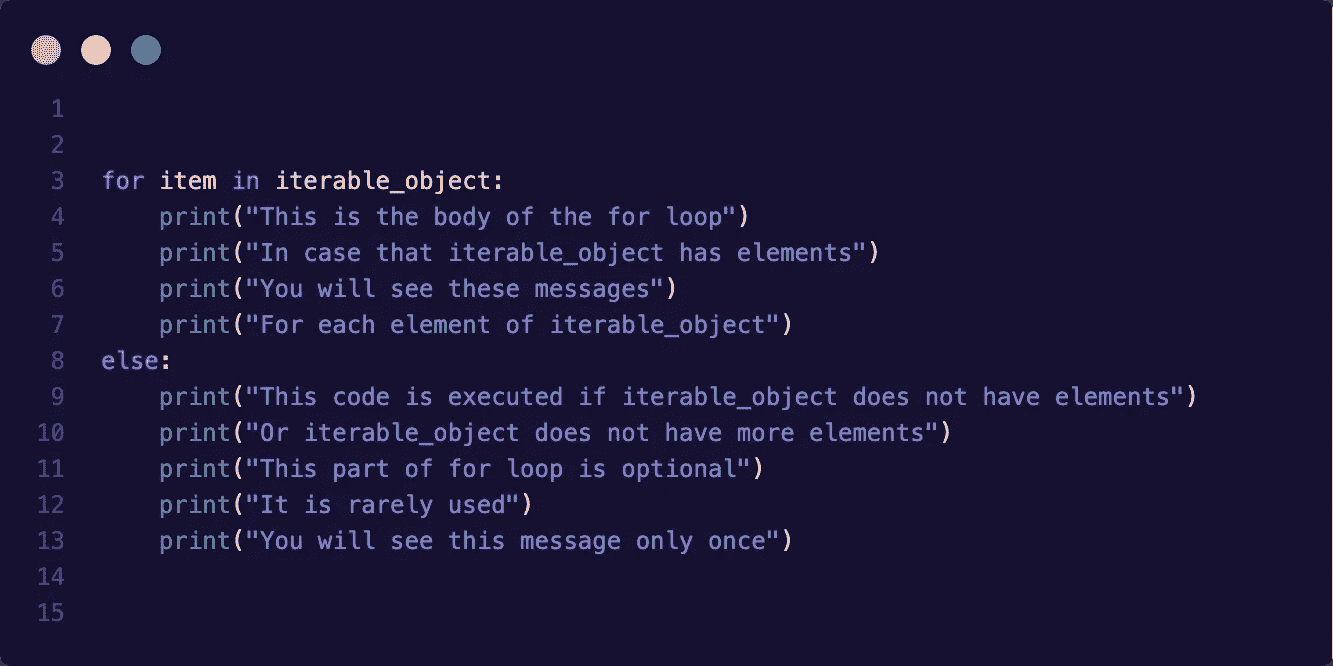 1
2
3 for item in iterable_object:
4     print("This is the body of the for loop")
5     print("In case that iterable_object has elements")
6     print("You will see these messages")
7     print("For each element of iterable_object")
8 else:
9     print("This code is executed if iterable_object does not have elements")
10     print("Or iterable_object does not have more elements")
11     print("This part of for loop is optional")
12     print("It is rarely used")
13     print("You will see this message only once")
14
15